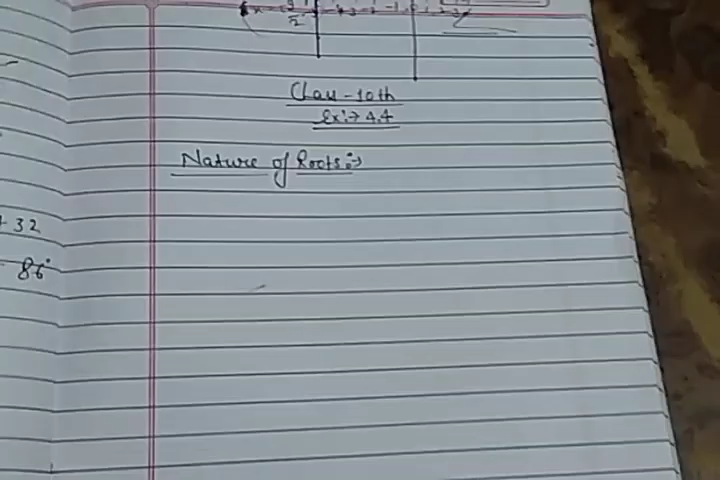 Class - 10th
Ex :→ 4.4
Nature of Roots :→
+ 32
86°